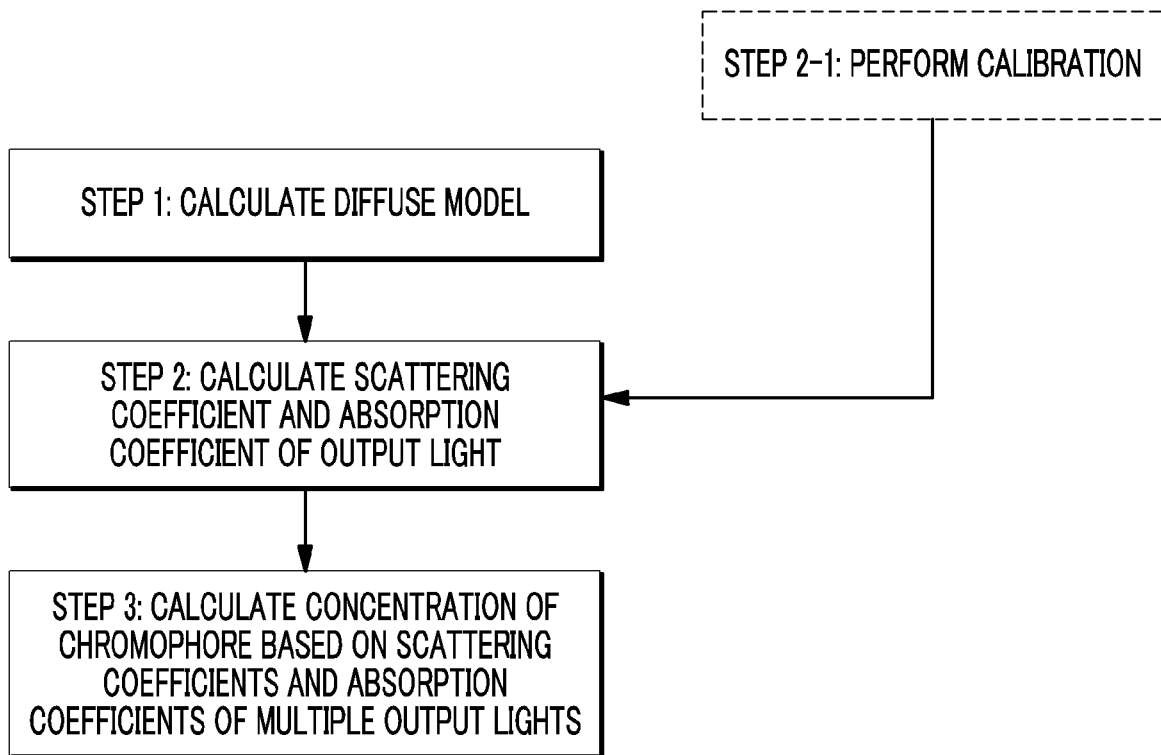 STEP 2-1: PERFORM CALIBRATION
STEP 1: CALCULATE DIFFUSE MODEL
STEP 2: CALCULATE SCATTERING
COEFFICIENT AND ABSORPTION
COEFFICIENT OF OUTPUT LIGHT
STEP 3: CALCULATE CONCENTRATION OF
CHROMOPHORE BASED ON SCATTERING
COEFFICIENTS AND ABSORPTION
COEFFICIENTS OF MULTIPLE OUTPUT LIGHTS